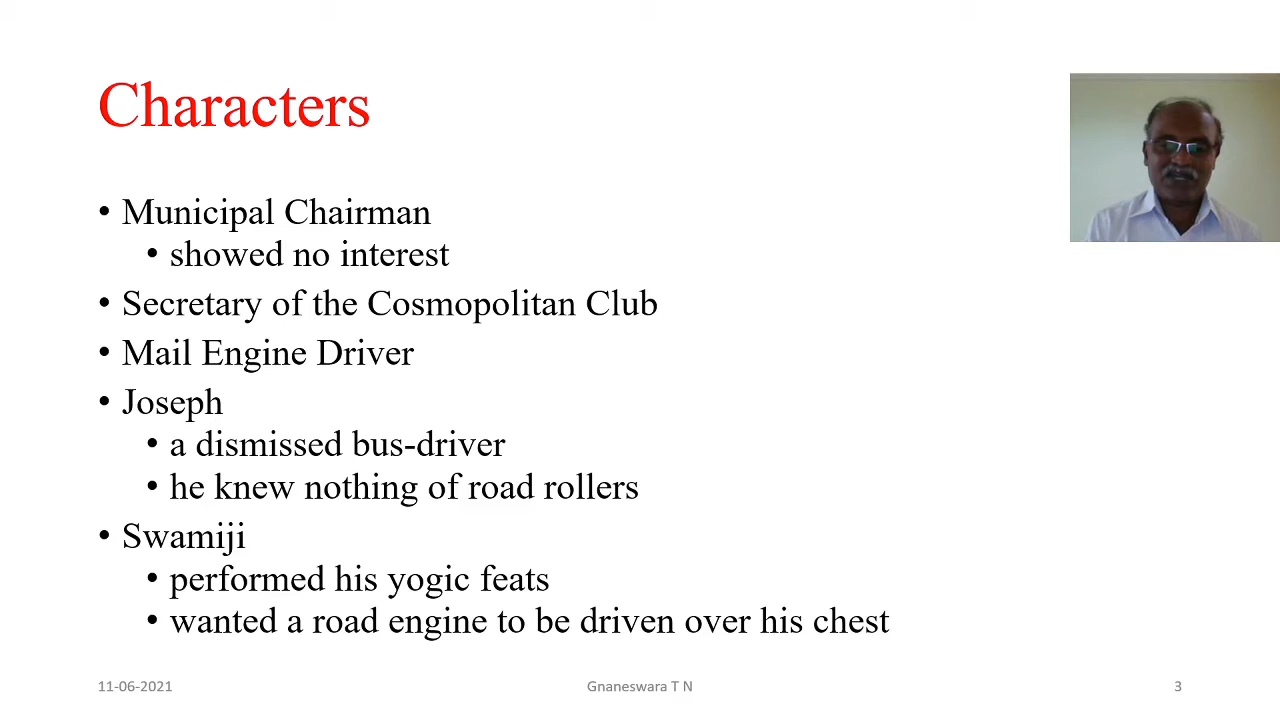 Characters
• Municipal Chairman
• showed no interest
• Secretary of the Cosmopolitan Club
• Mail Engine Driver
• Joseph
• a dismissed bus-driver
• he knew nothing of road rollers
• Swamiji
• performed his yogic feats
• wanted a road engine to be driven over his chest
11-06-2021
Gnaneswara T N
3